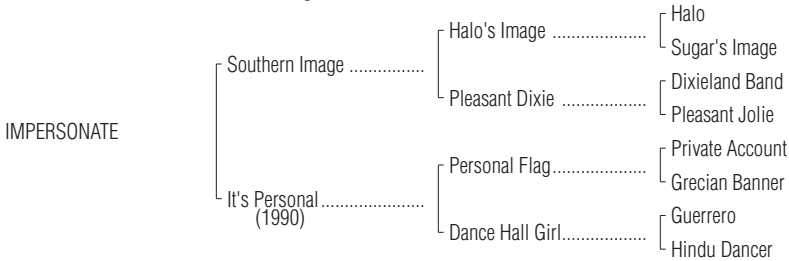 Halo
Halo's Image ....................
Sugar's Image
Southern Image ................
Dixieland Band
Pleasant Dixie ..................
Pleasant Jolie
IMPERSONATE
Private Account
Personal Flag....................
Grecian Banner
It's Personal ......................
(1990)
Guerrero
Dance Hall Girl..................
Hindu Dancer